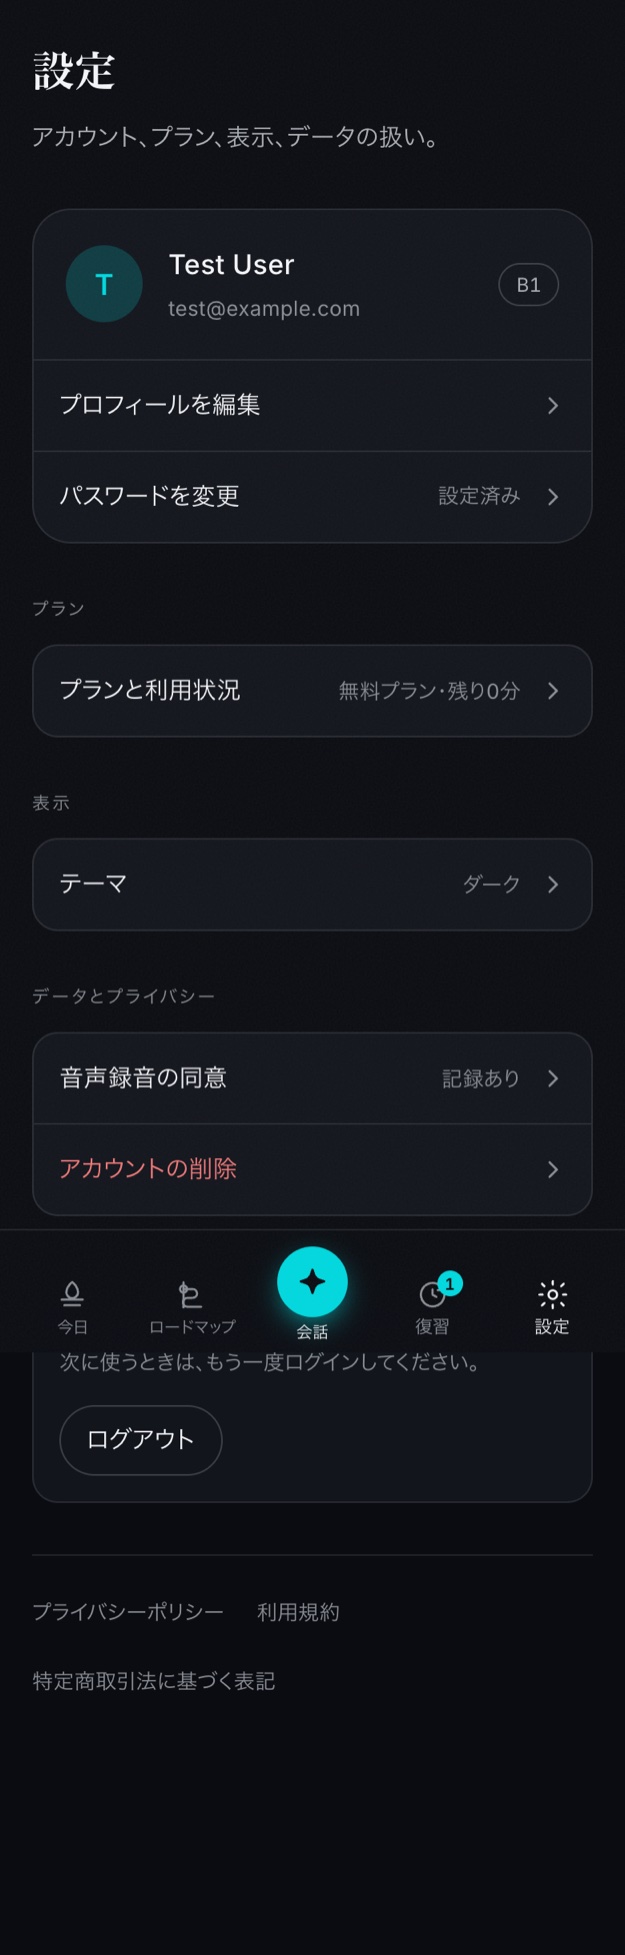 設定
アカウント、プラン、表示、データの扱い。
T
Test User
test@example.com
B1
プロフィールを編集
パスワードを変更
設定済み
プラン
プランと利用状況
無料プラン・残り0分
表示
テーマ
ダーク
データとプライバシー
音声録音の同意
記録あり
アカウントの削除
今日
ロードマップ
会話
1
復習
設定
次に使うときは、もう一度ログインしてください。
ログアウト
プライバシーポリシー
利用規約
特定商取引法に基づく表記